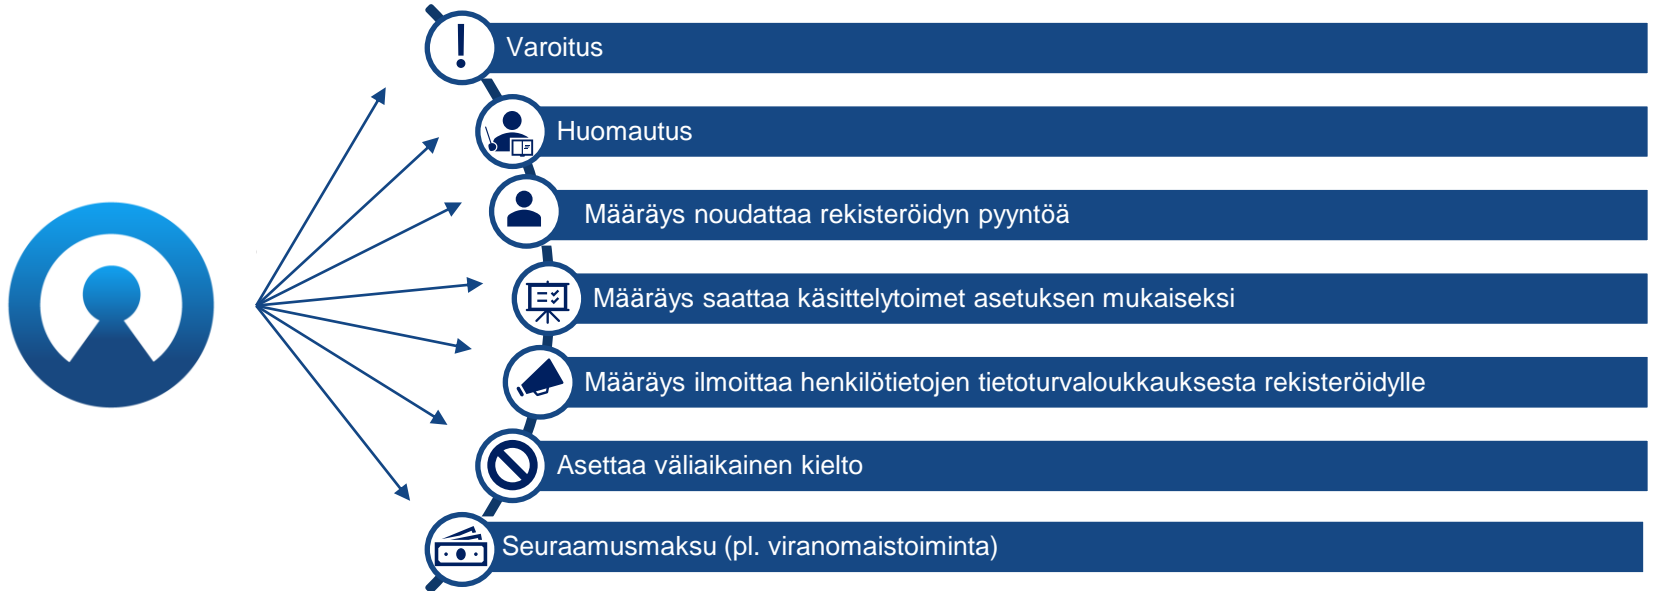 Varoitus
Huomautus
Määräys noudattaa rekisteröidyn pyyntöä
Määräys saattaa käsittelytoimet asetuksen mukaiseksi
Määräys ilmoittaa henkilötietojen tietoturvaloukkauksesta rekisteröidylle
Asettaa väliaikainen kielto
Seuraamusmaksu (pl. viranomaistoiminta)